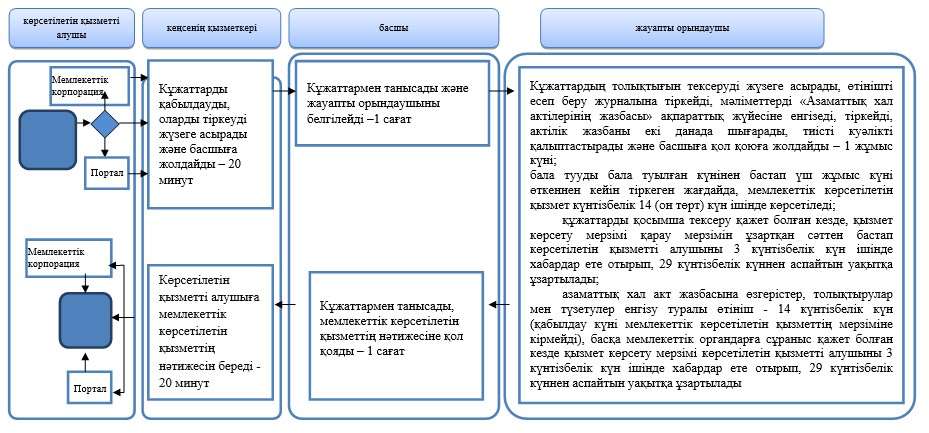 көрсетілетін қызметті
алушы
кеңсенің қызметкері
басшы
жауапты орындаушы
Мемлекеттік
корпорация
Портал
Құжаттарды
қабылдауды,
оларды тіркеуді
жүзеге асырады
және басшыға
жолдайды – 20
минут
Құжаттармен танысады және
жауапты орындаушыны
белгілейді –1 сағат
Құжаттардың толықтығын тексеруді жүзеге асырады, өтінішті
есеп беру журналына тіркейді, мәліметтерді «Азаматтық хал
актілерінің жазбасы» ақпараттық жүйесіне енгізеді, тіркейді,
актілік жазбаны екі данада шығарады, тиісті куәлікті
қалыптастырады және басшыға қол қоюға жолдайды – 1 жұмыс
күні;
бала тууды бала туылған күнінен бастап үш жұмыс күні
өткеннен кейін тіркеген жағдайда, мемлекеттік көрсетілетін
қызмет күнтізбелік 14 (он төрт) күн ішінде көрсетіледі;
құжаттарды қосымша тексеру қажет болған кезде, қызмет
көрсету мерзімі қарау мерзімін ұзартқан сәттен бастап
көрсетілетін қызметті алушыны 3 күнтізбелік күн ішінде
хабардар ете отырып, 29 күнтізбелік күннен аспайтын уақытқа
ұзартылады;
азаматтық хал акт жазбасына өзгерістер, толықтырулар
мен түзетулер енгізу туралы өтініш - 14 күнтізбелік күн
(қабылдау күні мемлекеттік көрсетілетін қызметтің мерзіміне
кірмейді), басқа мемлекеттік органдарға сұраныс қажет болған
кезде қызмет көрсету мерзімі көрсетілетін қызметті алушыны 3
күнтізбелік күн ішінде хабардар ете отырып, 29 күнтізбелік
күннен аспайтын уақытқа ұзартылады
Құжаттармен танысады,
мемлекеттік көрсетілетін
қызметтің нәтижесіне қол
қояды – 1 сағат
Көрсетілетін
қызметті алушыға
мемлекеттік
көрсетілетін
қызметтің
нәтижесін береді -
20 минут
Мемлекеттік
корпорация
Портал